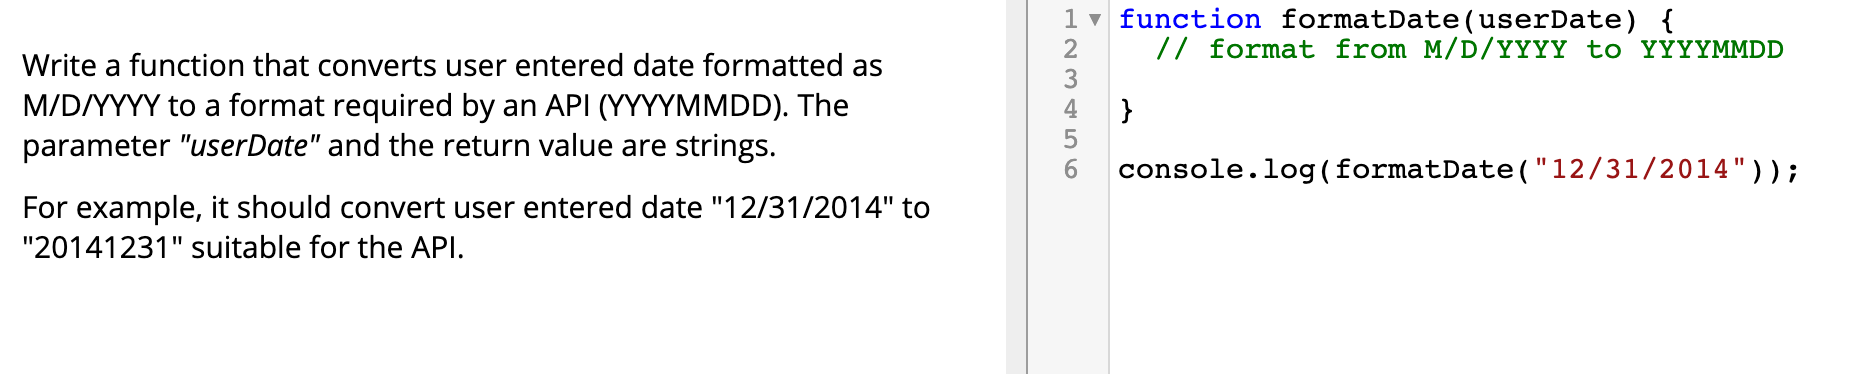 Write a function that converts user entered date formatted as
M/D/YYYY to a format required by an API (YYYYMMDD). The
parameter "userDate" and the return value are strings.
For example, it should convert user entered date "12/31/2014" to
"20141231" suitable for the API.
1 ▾ function formatDate(userDate) {
2 // format from M/D/YYYY to YYYYMMDD
3
4 }
5
6 console.log(formatDate("12/31/2014"));